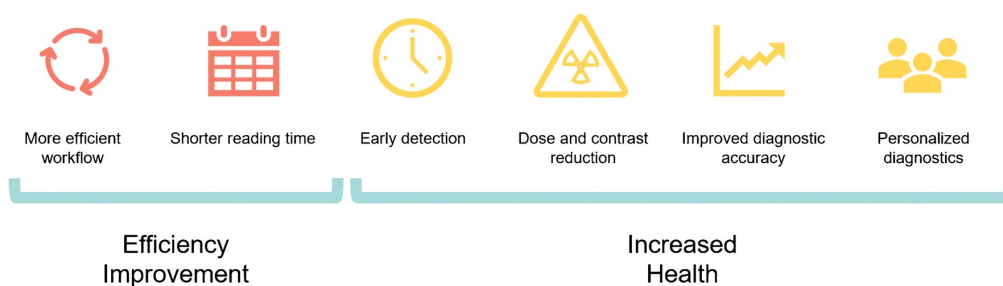 More efficient
workflow
Shorter reading time
Early detection
Dose and contrast
reduction
Improved diagnostic
accuracy
Personalized
diagnostics
Efficiency
Improvement
Increased
Health